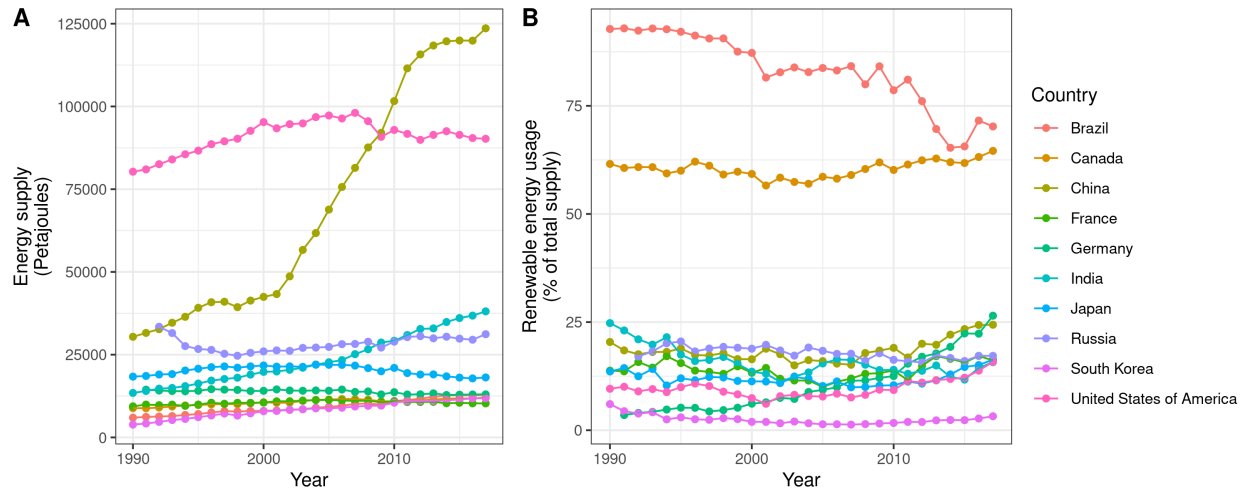 A
Energy supply
(Petajoules)
125000
100000
75000
50000
25000
0
1990
2000
2010
Year
B
Renewable energy usage
(% of total supply)
75
50
25
0
1990
2000
2010
Year
Country
Brazil
Canada
China
France
Germany
India
Japan
Russia
South Korea
United States of America